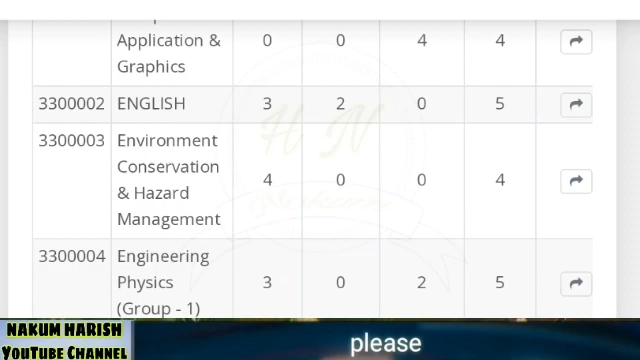 Application & 0 0 4 4
Graphics
3300002 ENGLISH 3 2 0 5
3300003 Environment
Conservation
& Hazard 4 0 0 4
Management
3300004 Engineering
Physics 3 0 2 5
(Group - 1)
H N
NAKUM HARISH
YouTube Channel
please